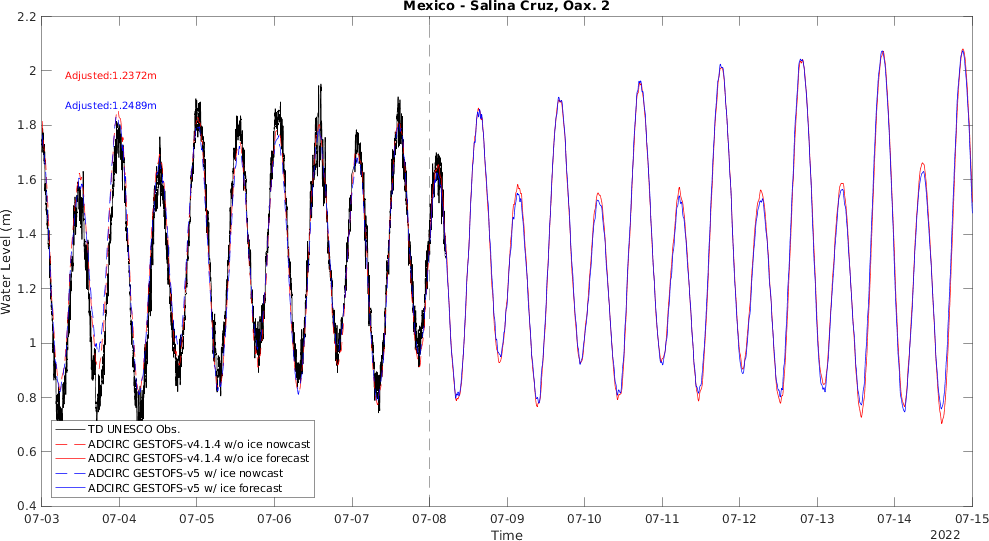 Mexico - Salina Cruz, Oax. 2
2.2
2
1.8
1.6
1.4
1.2
1
0.8
0.6
0.4
Water Level (m)
Adjusted:1.2372m
Adjusted:1.2489m
TD UNESCO Obs.
ADCIRC GESTOFS-v4.1.4 w/o ice nowcast
ADCIRC GESTOFS-v4.1.4 w/o ice forecast
ADCIRC GESTOFS-v5 w/ ice nowcast
ADCIRC GESTOFS-v5 w/ ice forecast
07-03 07-04 07-05 07-06 07-07 07-08 07-09 07-10 07-11 07-12 07-13 07-14 07-15
Time
2022